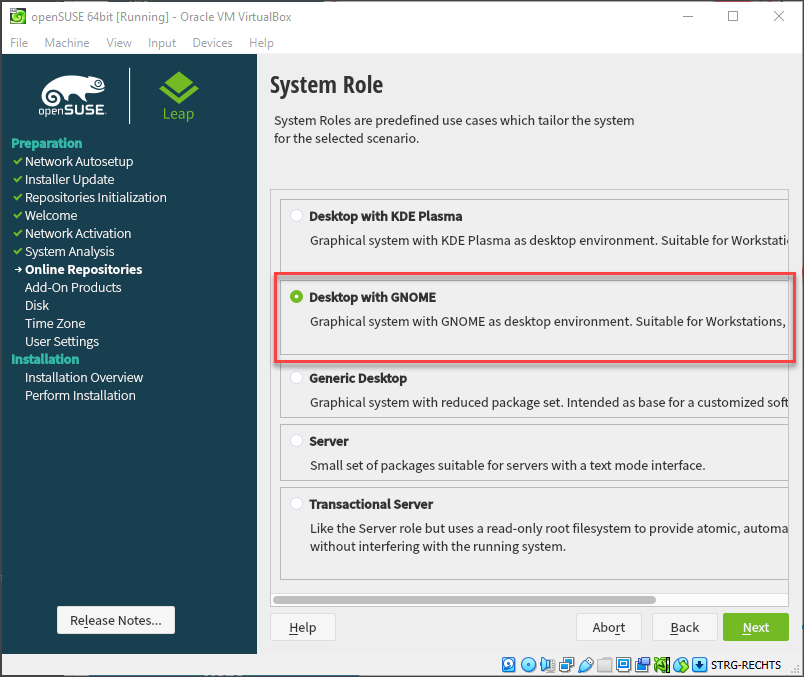 openSUSE 64bit [Running] - Oracle VM VirtualBox
File Machine View Input Devices Help
openSUSE.
Leap
Preparation
Network Autosetup
Installer Update
Repositories Initialization
Welcome
Network Activation
System Analysis
Online Repositories
Add-On Products
Disk
Time Zone
User Settings
Installation
Installation Overview
Perform Installation
Release Notes...
System Role
System Roles are predefined use cases which tailor the system
for the selected scenario.
Desktop with KDE Plasma
Graphical system with KDE Plasma as desktop environment. Suitable for Workstati
Desktop with GNOME
Graphical system with GNOME as desktop environment. Suitable for Workstations,
Generic Desktop
Graphical system with reduced package set. Intended as base for a customized soft
Server
Small set of packages suitable for servers with a text mode interface.
Transactional Server
Like the Server role but uses a read-only root filesystem to provide atomic, automa
without interfering with the running system.
Help Abort Back Next
STRG-RECHTS